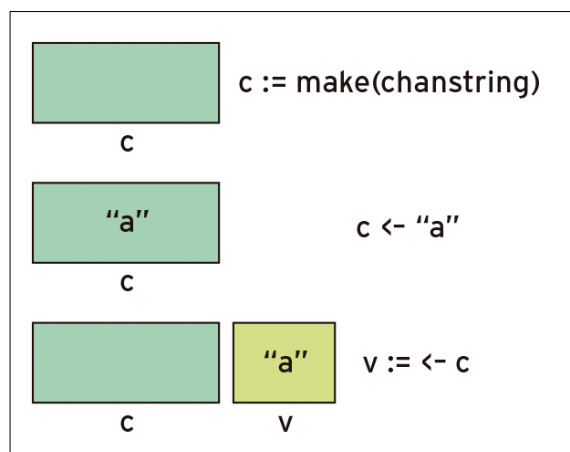 c := make(chanstring)
c
“a”
c <- “a”
c
“a”
v := <- c
c
v